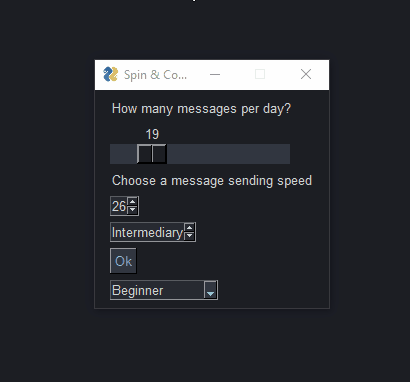 Spin & Co...
How many messages per day?
19
Choose a message sending speed
26
Intermediary
Ok
Beginner